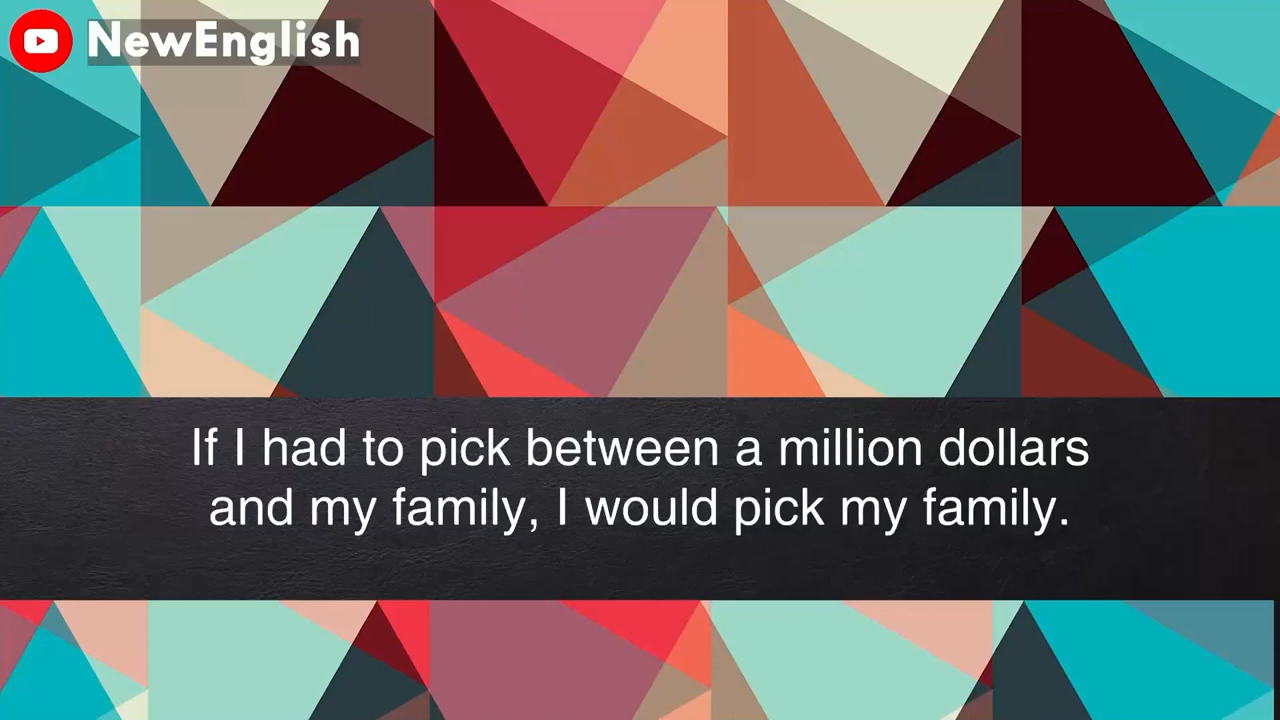 NewEnglish
If I had to pick between a million dollars
and my family, I would pick my family.